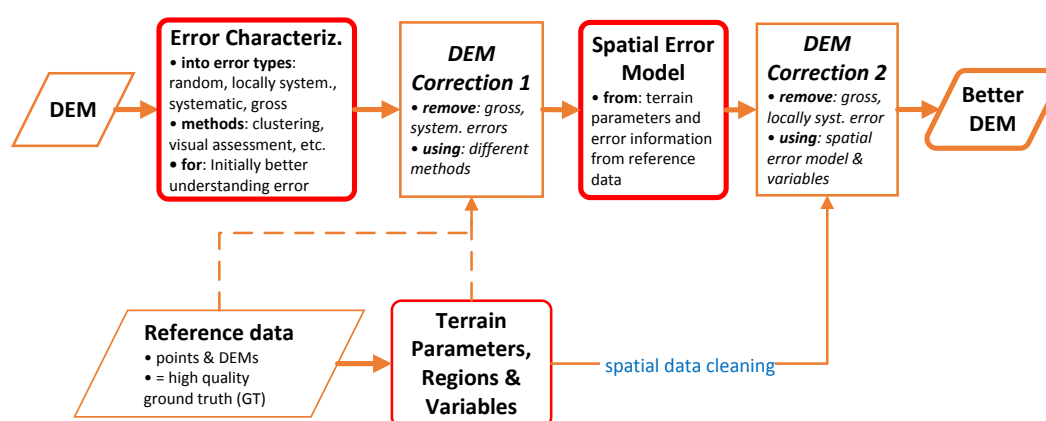 DEM
Error Characteriz.
• into error types:
random, locally system.,
systematic, gross
• methods: clustering,
visual assessment, etc.
• for: Initially better
understanding error
DEM
Correction 1
• remove: gross,
system. errors
• using: different
methods
Spatial Error
Model
• from: terrain
parameters and
error information
from reference
data
DEM
Correction 2
• remove: gross,
locally syst. error
• using: spatial
error model &
variables
Better
DEM
Reference data
• points & DEMs
• = high quality
ground truth (GT)
Terrain
Parameters,
Regions &
Variables
spatial data cleaning